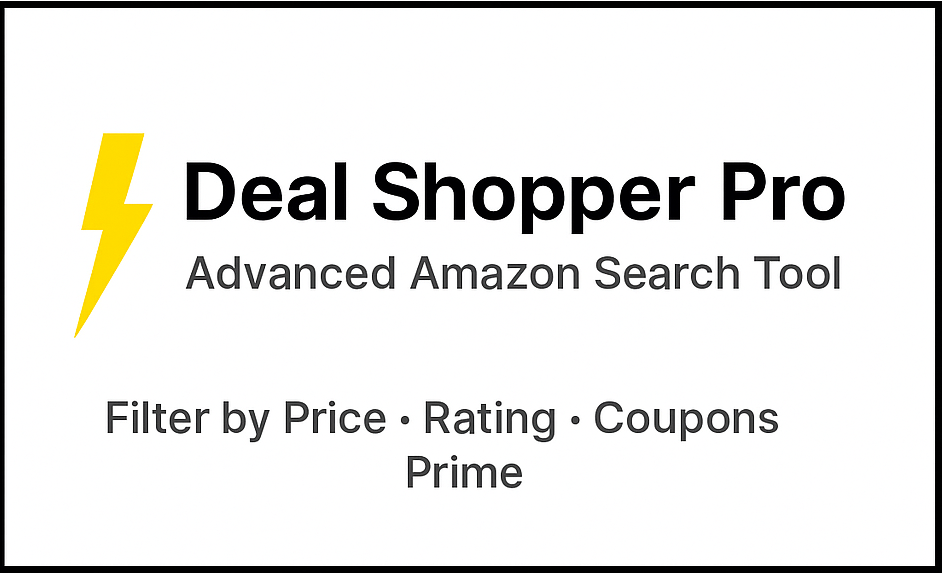 Deal Shopper Pro
Advanced Amazon Search Tool
Filter by Price • Rating • Coupons
Prime